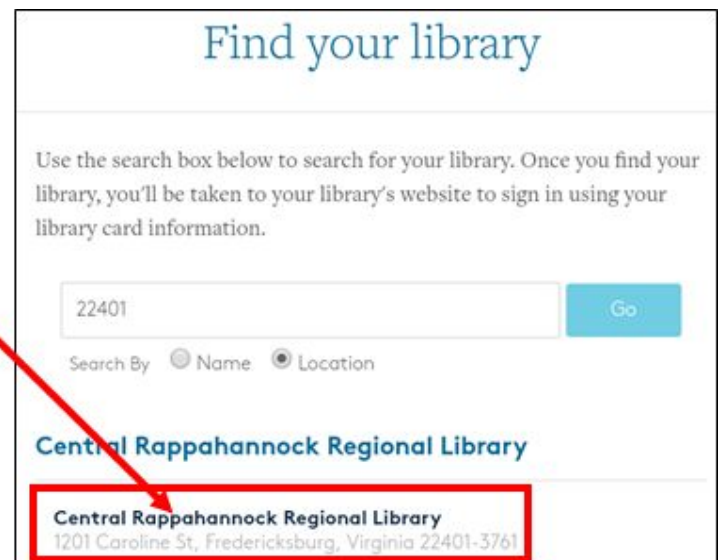 Find your library
Use the search box below to search for your library. Once you find your
library, you'll be taken to your library's website to sign in using your
library card information.
22401
Go
Search By Name Location
Central Rappahannock Regional Library
Central Rappahannock Regional Library
1201 Caroline St, Fredericksburg, Virginia 22401-3761